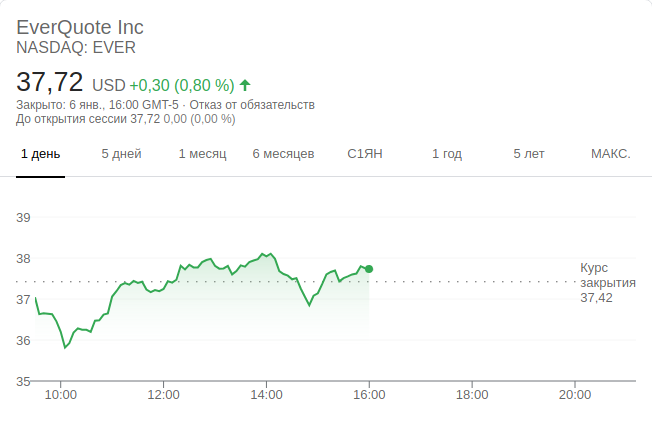 EverQuote Inc
NASDAQ: EVER
37,72 USD +0,30 (0,80 %)
Закрыто: 6 янв., 16:00 GMT-5 · Отказ от обязательств
До открытия сессии 37,72 0,00 (0,00 %)
1 день 5 дней 1 месяц 6 месяцев С1ЯН 1 год 5 лет МАКС.
39
38
37
36
35
Курс
закрытия
37,42
10:00 12:00 14:00 16:00 18:00 20:00